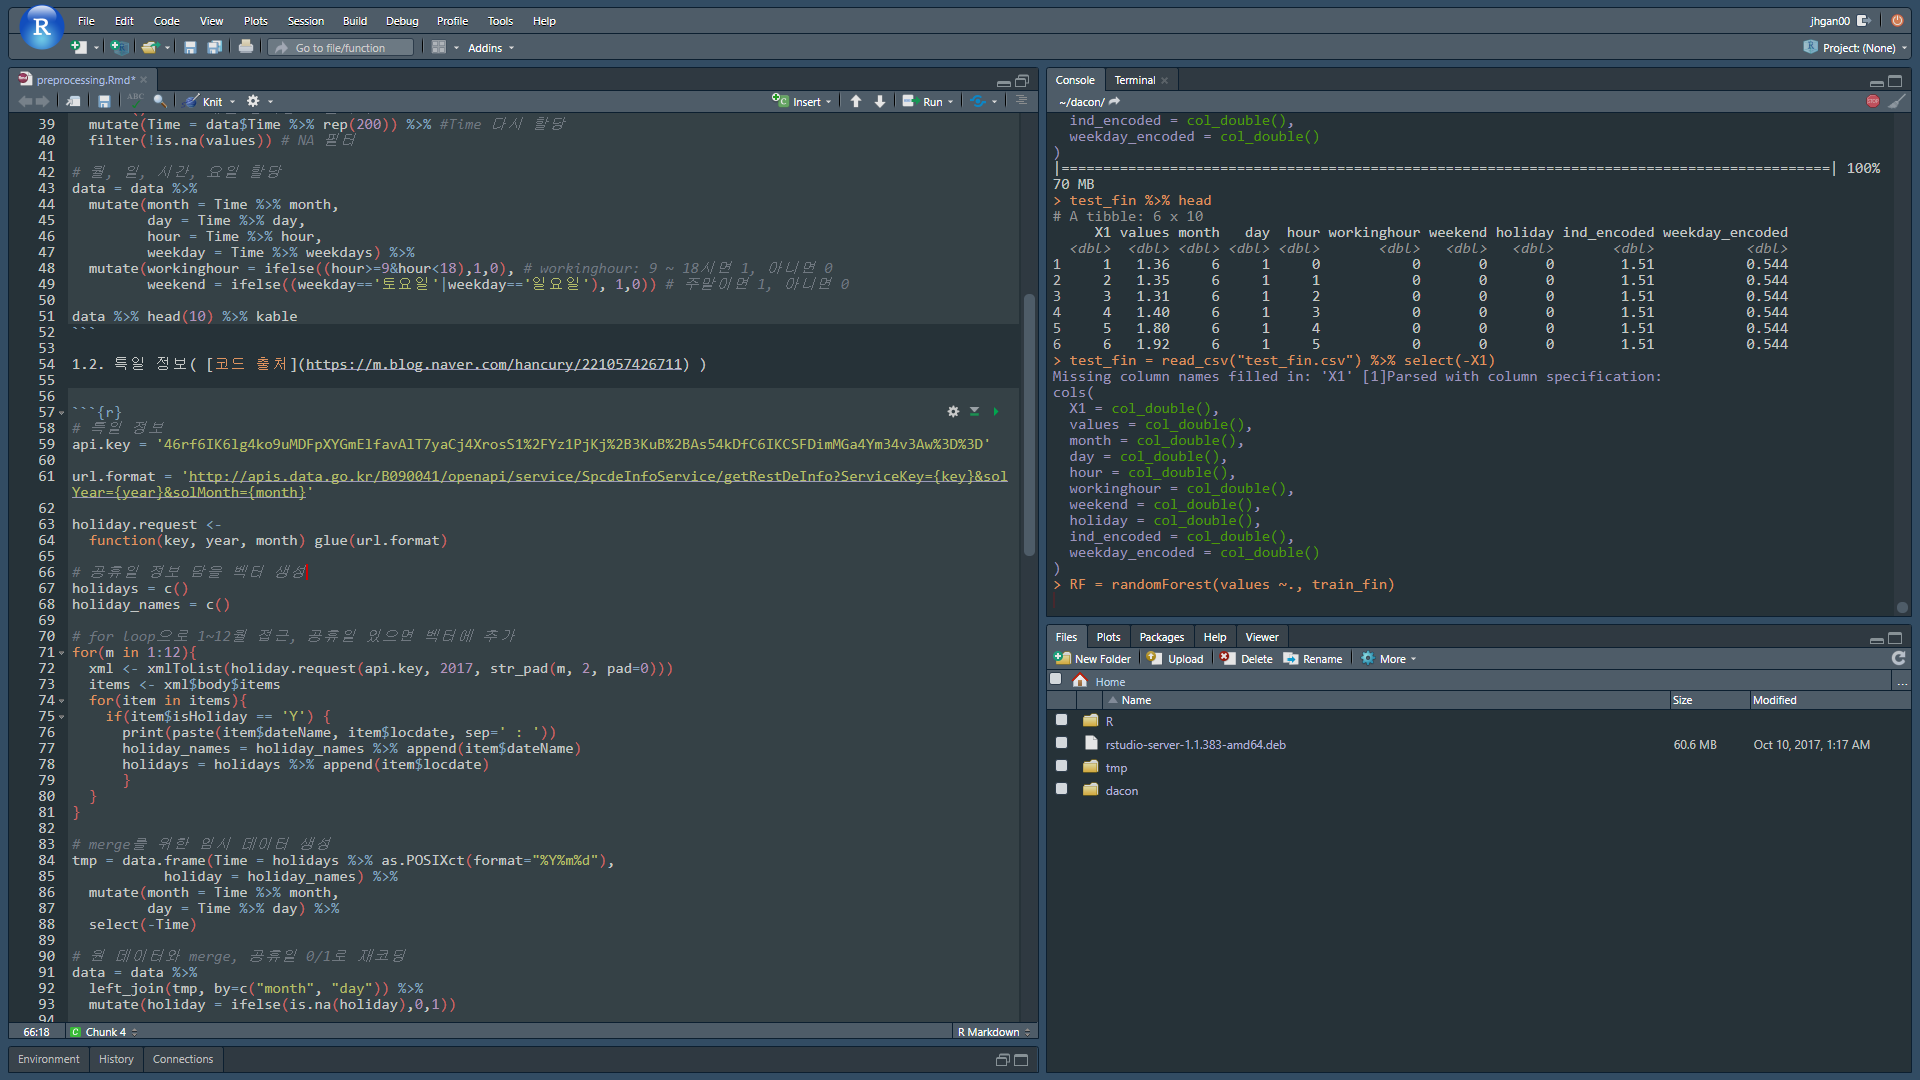 File Edit Code View Plots Session Build Debug Profile Tools Help
jhgan00
Go to file/function
Addins
Project: (None)
preprocessing.Rmd*
Knit
Insert
Run
39 mutate(Time = data$Time %>% rep(200)) %>% #Time 다시 할당
40 filter(!is.na(values)) # NA 필터
41
42 # 월, 일, 시간, 요일 할당
43 data = data %>%
44 mutate(month = Time %>% month,
45 day = Time %>% day,
46 hour = Time %>% hour,
47 weekday = Time %>% weekdays) %>%
48 mutate(workinghour = ifelse((hour>=9&hour<18),1,0), # workinghour: 9 ~ 18시면 1, 아니면 0
49 weekend = ifelse((weekday=='토요일'|weekday=='일요일'), 1,0)) # 주말이면 1, 아니면 0
50
51 data %>% head(10) %>% kable
52 ```
53
54 1.2. 특일 정보( [코드 출처](https://m.blog.naver.com/hancury/221057426711) )
55
56
57 ```{r}
58 # 특일 정보
59 api.key = '46rf6IK6lg4ko9uMDFpXYGmElfavAlT7yaCj4XrosS1%2FYz1PjKj%2B3KuB%2BAs54kDfC6IKCSFDimMGa4Ym34v3Aw%3D%3D'
60
61 url.format = 'http://apis.data.go.kr/B090041/openapi/service/SpcdeInfoService/getRestDeInfo?ServiceKey={key}&sol
Year={year}&solMonth={month}'
62
63 holiday.request <-
64 function(key, year, month) glue(url.format)
65
66 # 공휴일 정보 담을 벡터 생성
67 holidays = c()
68 holiday_names = c()
69
70 # for loop으로 1~12월 접근, 공휴일 있으면 벡터에 추가
71 for(m in 1:12){
72 xml <- xmlToList(holiday.request(api.key, 2017, str_pad(m, 2, pad=0)))
73 items <- xml$body$items
74 for(item in items){
75 if(item$isHoliday == 'Y') {
76 print(paste(item$dateName, item$locdate, sep=' : '))
77 holiday_names = holiday_names %>% append(item$dateName)
78 holidays = holidays %>% append(item$locdate)
79 }
80 }
81 }
82
83 # merge를 위한 임시 데이터 생성
84 tmp = data.frame(Time = holidays %>% as.POSIXct(format="%Y%m%d"),
85 holiday = holiday_names) %>%
86 mutate(month = Time %>% month,
87 day = Time %>% day) %>%
88 select(-Time)
89
90 # 원 데이터와 merge, 공휴일 0/1로 재코딩
91 data = data %>%
92 left_join(tmp, by=c("month", "day")) %>%
93 mutate(holiday = ifelse(is.na(holiday),0,1))
94
66:18 Chunk 4 R Markdown
Environment History Connections
Console Terminal
~/dacon/
ind_encoded = col_double(),
weekday_encoded = col_double()
)
|============================================================================================| 100%
70 MB
> test_fin %>% head
# A tibble: 6 x 10
X1 values month day hour workinghour weekend holiday ind_encoded weekday_encoded
<dbl> <dbl> <dbl> <dbl> <dbl> <dbl> <dbl> <dbl> <dbl> <dbl>
1 1 1.36 6 1 0 0 0 0 1.51 0.544
2 2 1.35 6 1 1 0 0 0 1.51 0.544
3 3 1.31 6 1 2 0 0 0 1.51 0.544
4 4 1.40 6 1 3 0 0 0 1.51 0.544
5 5 1.80 6 1 4 0 0 0 1.51 0.544
6 6 1.92 6 1 5 0 0 0 1.51 0.544
> test_fin = read_csv("test_fin.csv") %>% select(-X1)
Missing column names filled in: 'X1' [1]Parsed with column specification:
cols(
X1 = col_double(),
values = col_double(),
month = col_double(),
day = col_double(),
hour = col_double(),
workinghour = col_double(),
weekend = col_double(),
holiday = col_double(),
ind_encoded = col_double(),
weekday_encoded = col_double()
)
> RF = randomForest(values ~., train_fin)
Files Plots Packages Help Viewer
New Folder Upload Delete Rename More
Home ...
Name Size Modified
R
rstudio-server-1.1.383-amd64.deb 60.6 MB Oct 10, 2017, 1:17 AM
tmp
dacon